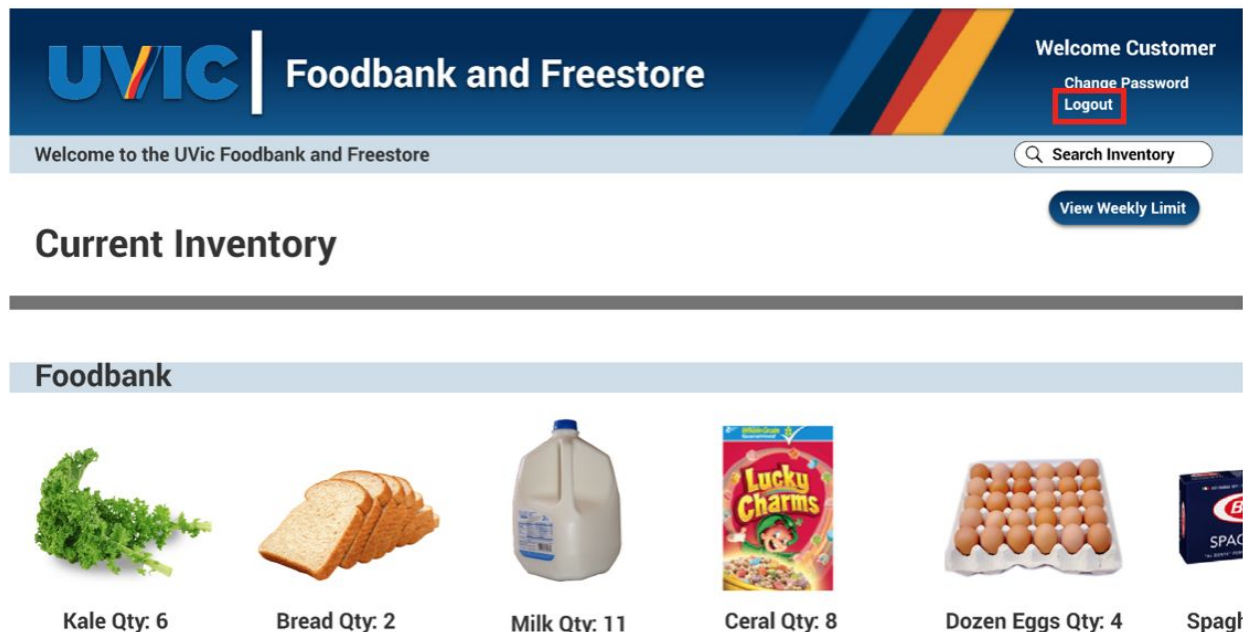 UVIC
Foodbank and Freestore
Welcome Customer
Change Password
Logout
Welcome to the UVic Foodbank and Freestore
Search Inventory
View Weekly Limit
Current Inventory
Foodbank
Lucky
Charms
Kale Qty: 6
Bread Qty: 2
Milk Qty: 11
Ceral Qty: 8
Dozen Eggs Qty: 4